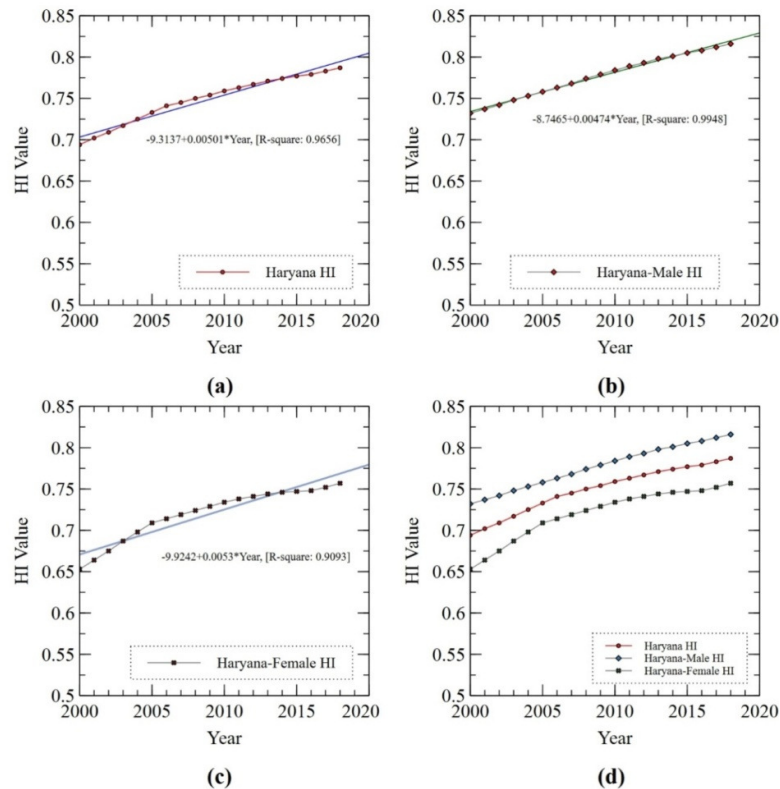 0.85
0.8
0.75
0.7
0.65
0.6
0.55
0.5
HI Value
-9.3137+0.00501*Year, [R-square: 0.9656]
Haryana HI
2000 2005 2010 2015 2020
Year
(a)
0.85
0.8
0.75
0.7
0.65
0.6
0.55
0.5
HI Value
-8.7465+0.00474*Year, [R-square: 0.9948]
Haryana-Male HI
2000 2005 2010 2015 2020
Year
(b)
0.85
0.8
0.75
0.7
0.65
0.6
0.55
0.5
HI Value
-9.9242+0.0053*Year, [R-square: 0.9093]
Haryana-Female HI
2000 2005 2010 2015 2020
Year
(c)
0.85
0.8
0.75
0.7
0.65
0.6
0.55
0.5
HI Value
Haryana HI
Haryana-Male HI
Haryana-Female HI
2000 2005 2010 2015 2020
Year
(d)